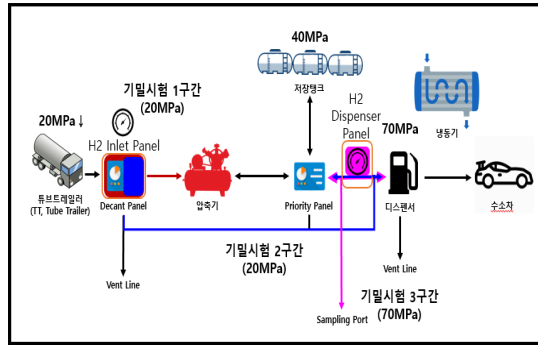 40MPa
저장탱크
기밀시험 1구간
(20MPa)
20MPa↓
H2 Inlet Panel
H2
Dispenser
Panel
70MPa
냉동기
튜브트레일러
(TT, Tube Trailer)
Decant Panel
압축기
Priority Panel
디스펜서
수소차
기밀시험 2구간
(20MPa)
Vent Line
Vent Line
기밀시험 3구간
(70MPa)
Sampling Port